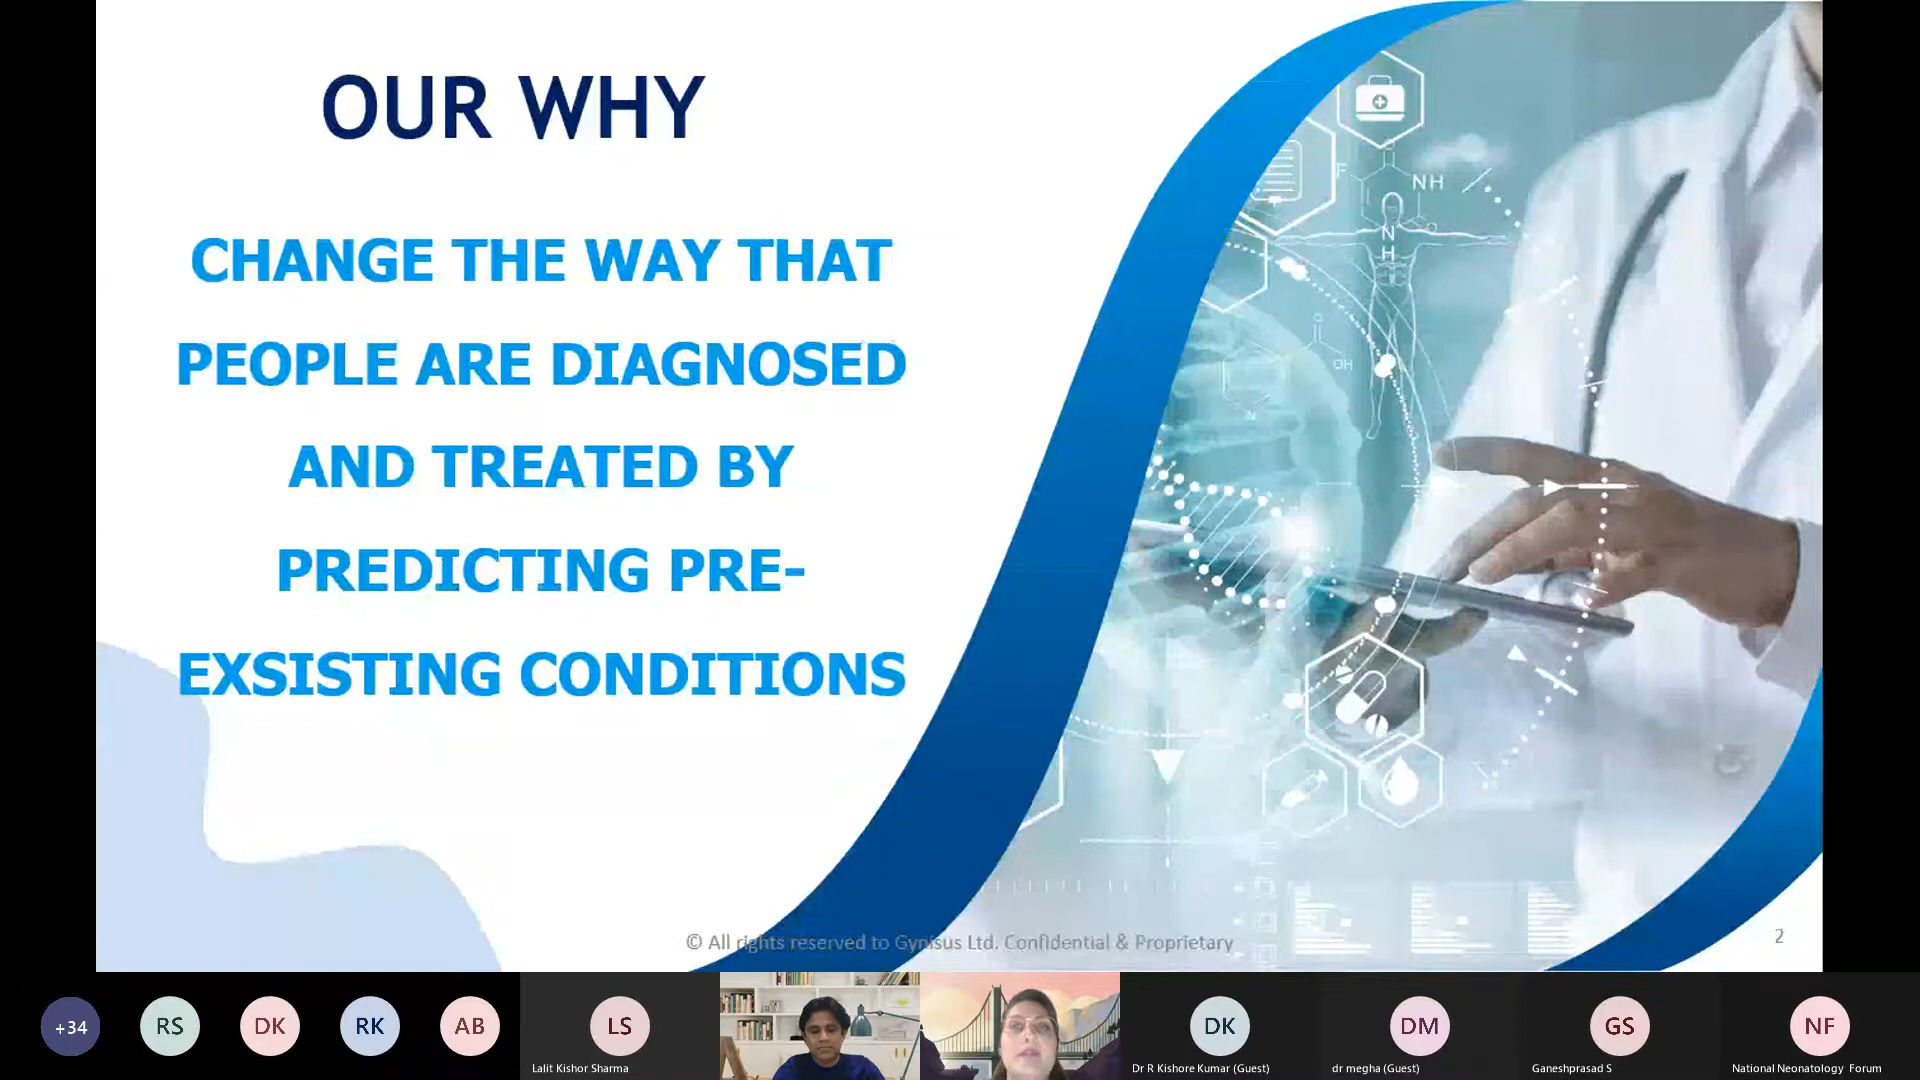 OUR WHY
CHANGE THE WAY THAT
PEOPLE ARE DIAGNOSED
AND TREATED BY
PREDICTING PRE-
EXSISTING CONDITIONS
F
NH
N
H
OH
N
© All rights reserved to Gynisus Ltd. Confidential & Proprietary
2
+34
RS
DK
RK
AB
LS
Lalit Kishor Sharma
DK
Dr R Kishore Kumar (Guest)
DM
dr megha (Guest)
GS
Ganeshprasad S
NF
National Neonatology Forum